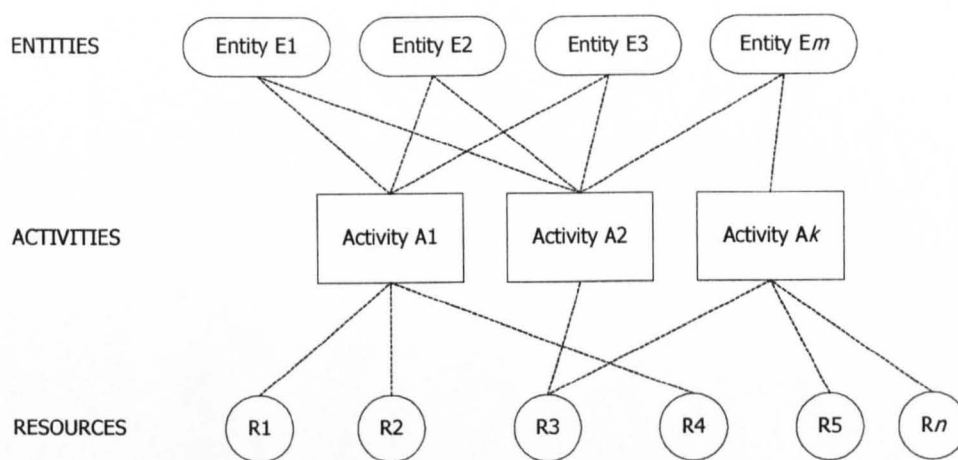 ENTITIES
Entity E1
Entity E2
Entity E3
Entity Em
ACTIVITIES
Activity A1
Activity A2
Activity Ak
RESOURCES
R1
R2
R3
R4
R5
Rn